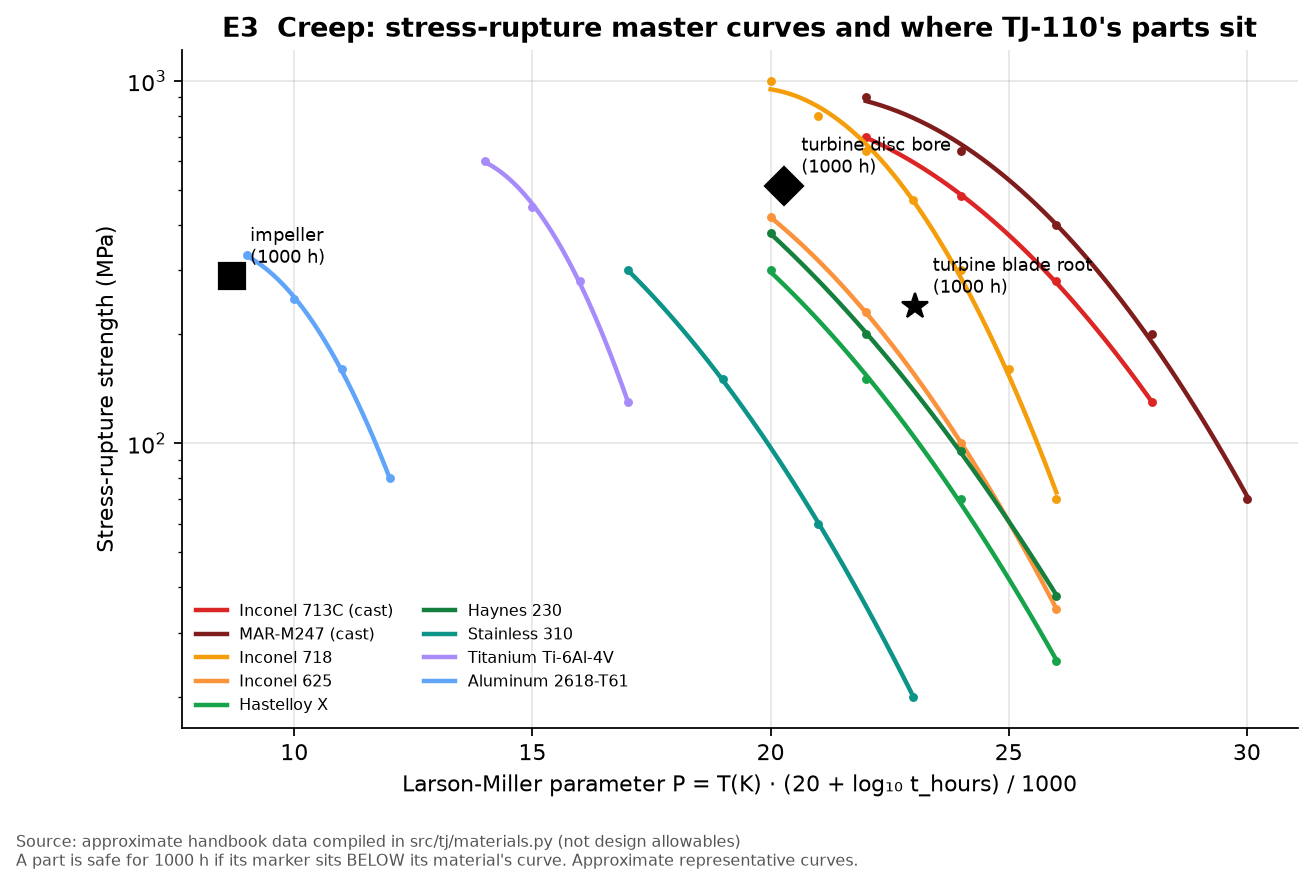 E3  Creep: stress-rupture master curves and where TJ-110's parts sit
Stress-rupture strength (MPa)
10³
10²
turbine disc bore
(1000 h)
impeller
(1000 h)
turbine blade root
(1000 h)
Inconel 713C (cast)
MAR-M247 (cast)
Inconel 718
Inconel 625
Hastelloy X
Haynes 230
Stainless 310
Titanium Ti-6Al-4V
Aluminum 2618-T61
10
15
20
25
30
Larson-Miller parameter P = T(K) · (20 + log₁₀ t_hours) / 1000
Source: approximate handbook data compiled in src/tj/materials.py (not design allowables)
A part is safe for 1000 h if its marker sits BELOW its material's curve. Approximate representative curves.